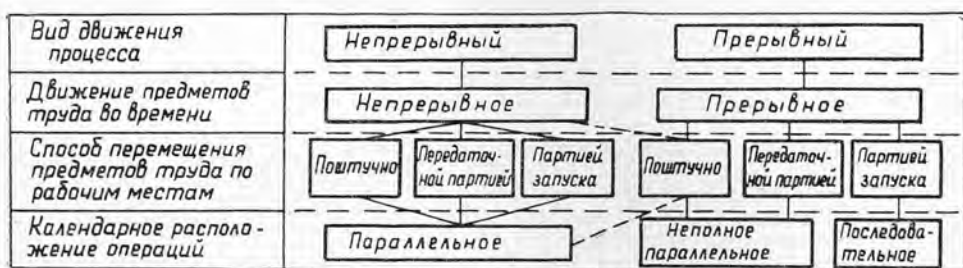 Вид движения
процесса
Непрерывный
Прерывный
Движение предметов
труда во времени
Непрерывное
Прерывное
Способ перемещения
предметов труда по
рабочим местам
Поштучно
Передаточ-
ной партией
Партией
запуска
Поштучно
Передаточ-
ной партией
Партией
запуска
Календарное располо-
жение операций
Параллельное
Неполное
параллельное
Последова-
тельное